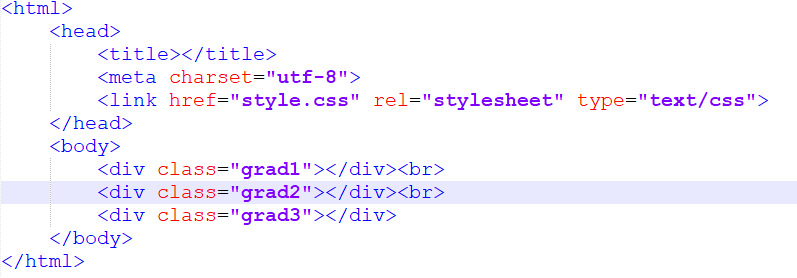 <html>
<head>
<title></title>
<meta charset="utf-8">
<link href="style.css" rel="stylesheet" type="text/css">
</head>
<body>
<div class="grad1"></div><br>
<div class="grad2"></div><br>
<div class="grad3"></div>
</body>
</html>